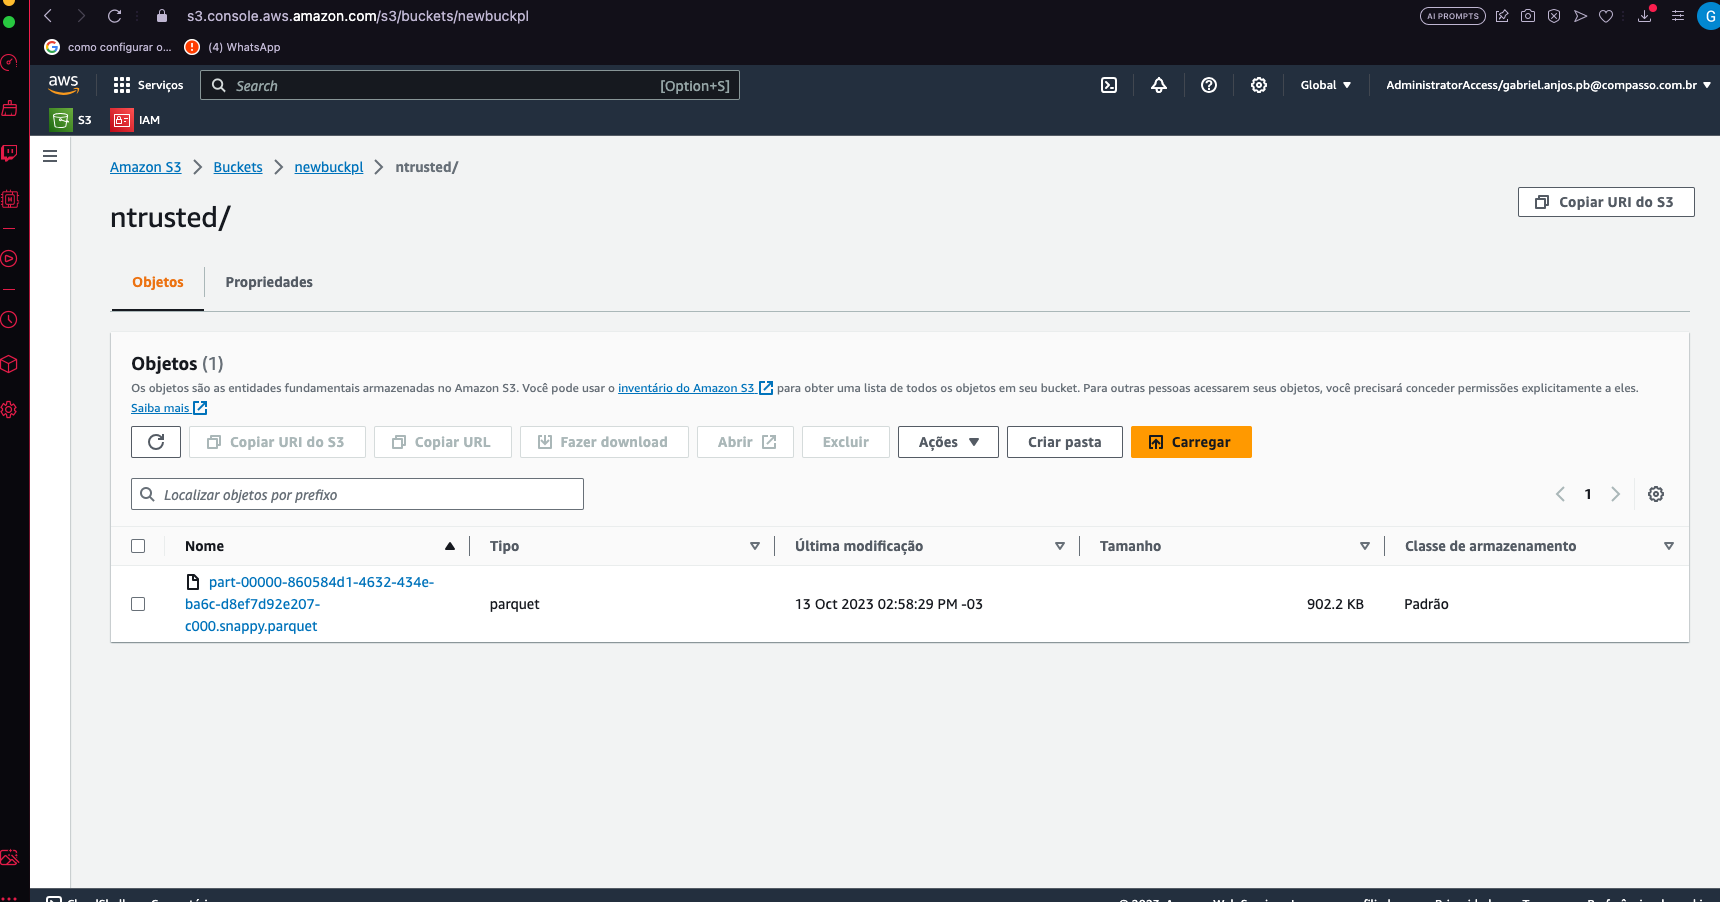 s3.console.aws.amazon.com/s3/buckets/newbuckpl
AI PROMPTS
G
como configurar o...
(4) WhatsApp
aws
Serviços
Search
[Option+S]
Global
AdministratorAccess/gabriel.anjos.pb@compasso.com.br
S3
IAM
Amazon S3
Buckets
newbuckpl
ntrusted/
ntrusted/
Copiar URI do S3
Objetos
Propriedades
Objetos (1)
Os objetos são as entidades fundamentais armazenadas no Amazon S3. Você pode usar o inventário do Amazon S3 para obter uma lista de todos os objetos em seu bucket. Para outras pessoas acessarem seus objetos, você precisará conceder permissões explicitamente a eles.
Saiba mais
Copiar URI do S3
Copiar URL
Fazer download
Abrir
Excluir
Ações
Criar pasta
Carregar
Localizar objetos por prefixo
1
Nome
Tipo
Última modificação
Tamanho
Classe de armazenamento
part-00000-860584d1-4632-434e-
ba6c-d8ef7d92e207-
c000.snappy.parquet
parquet
13 Oct 2023 02:58:29 PM -03
902.2 KB
Padrão